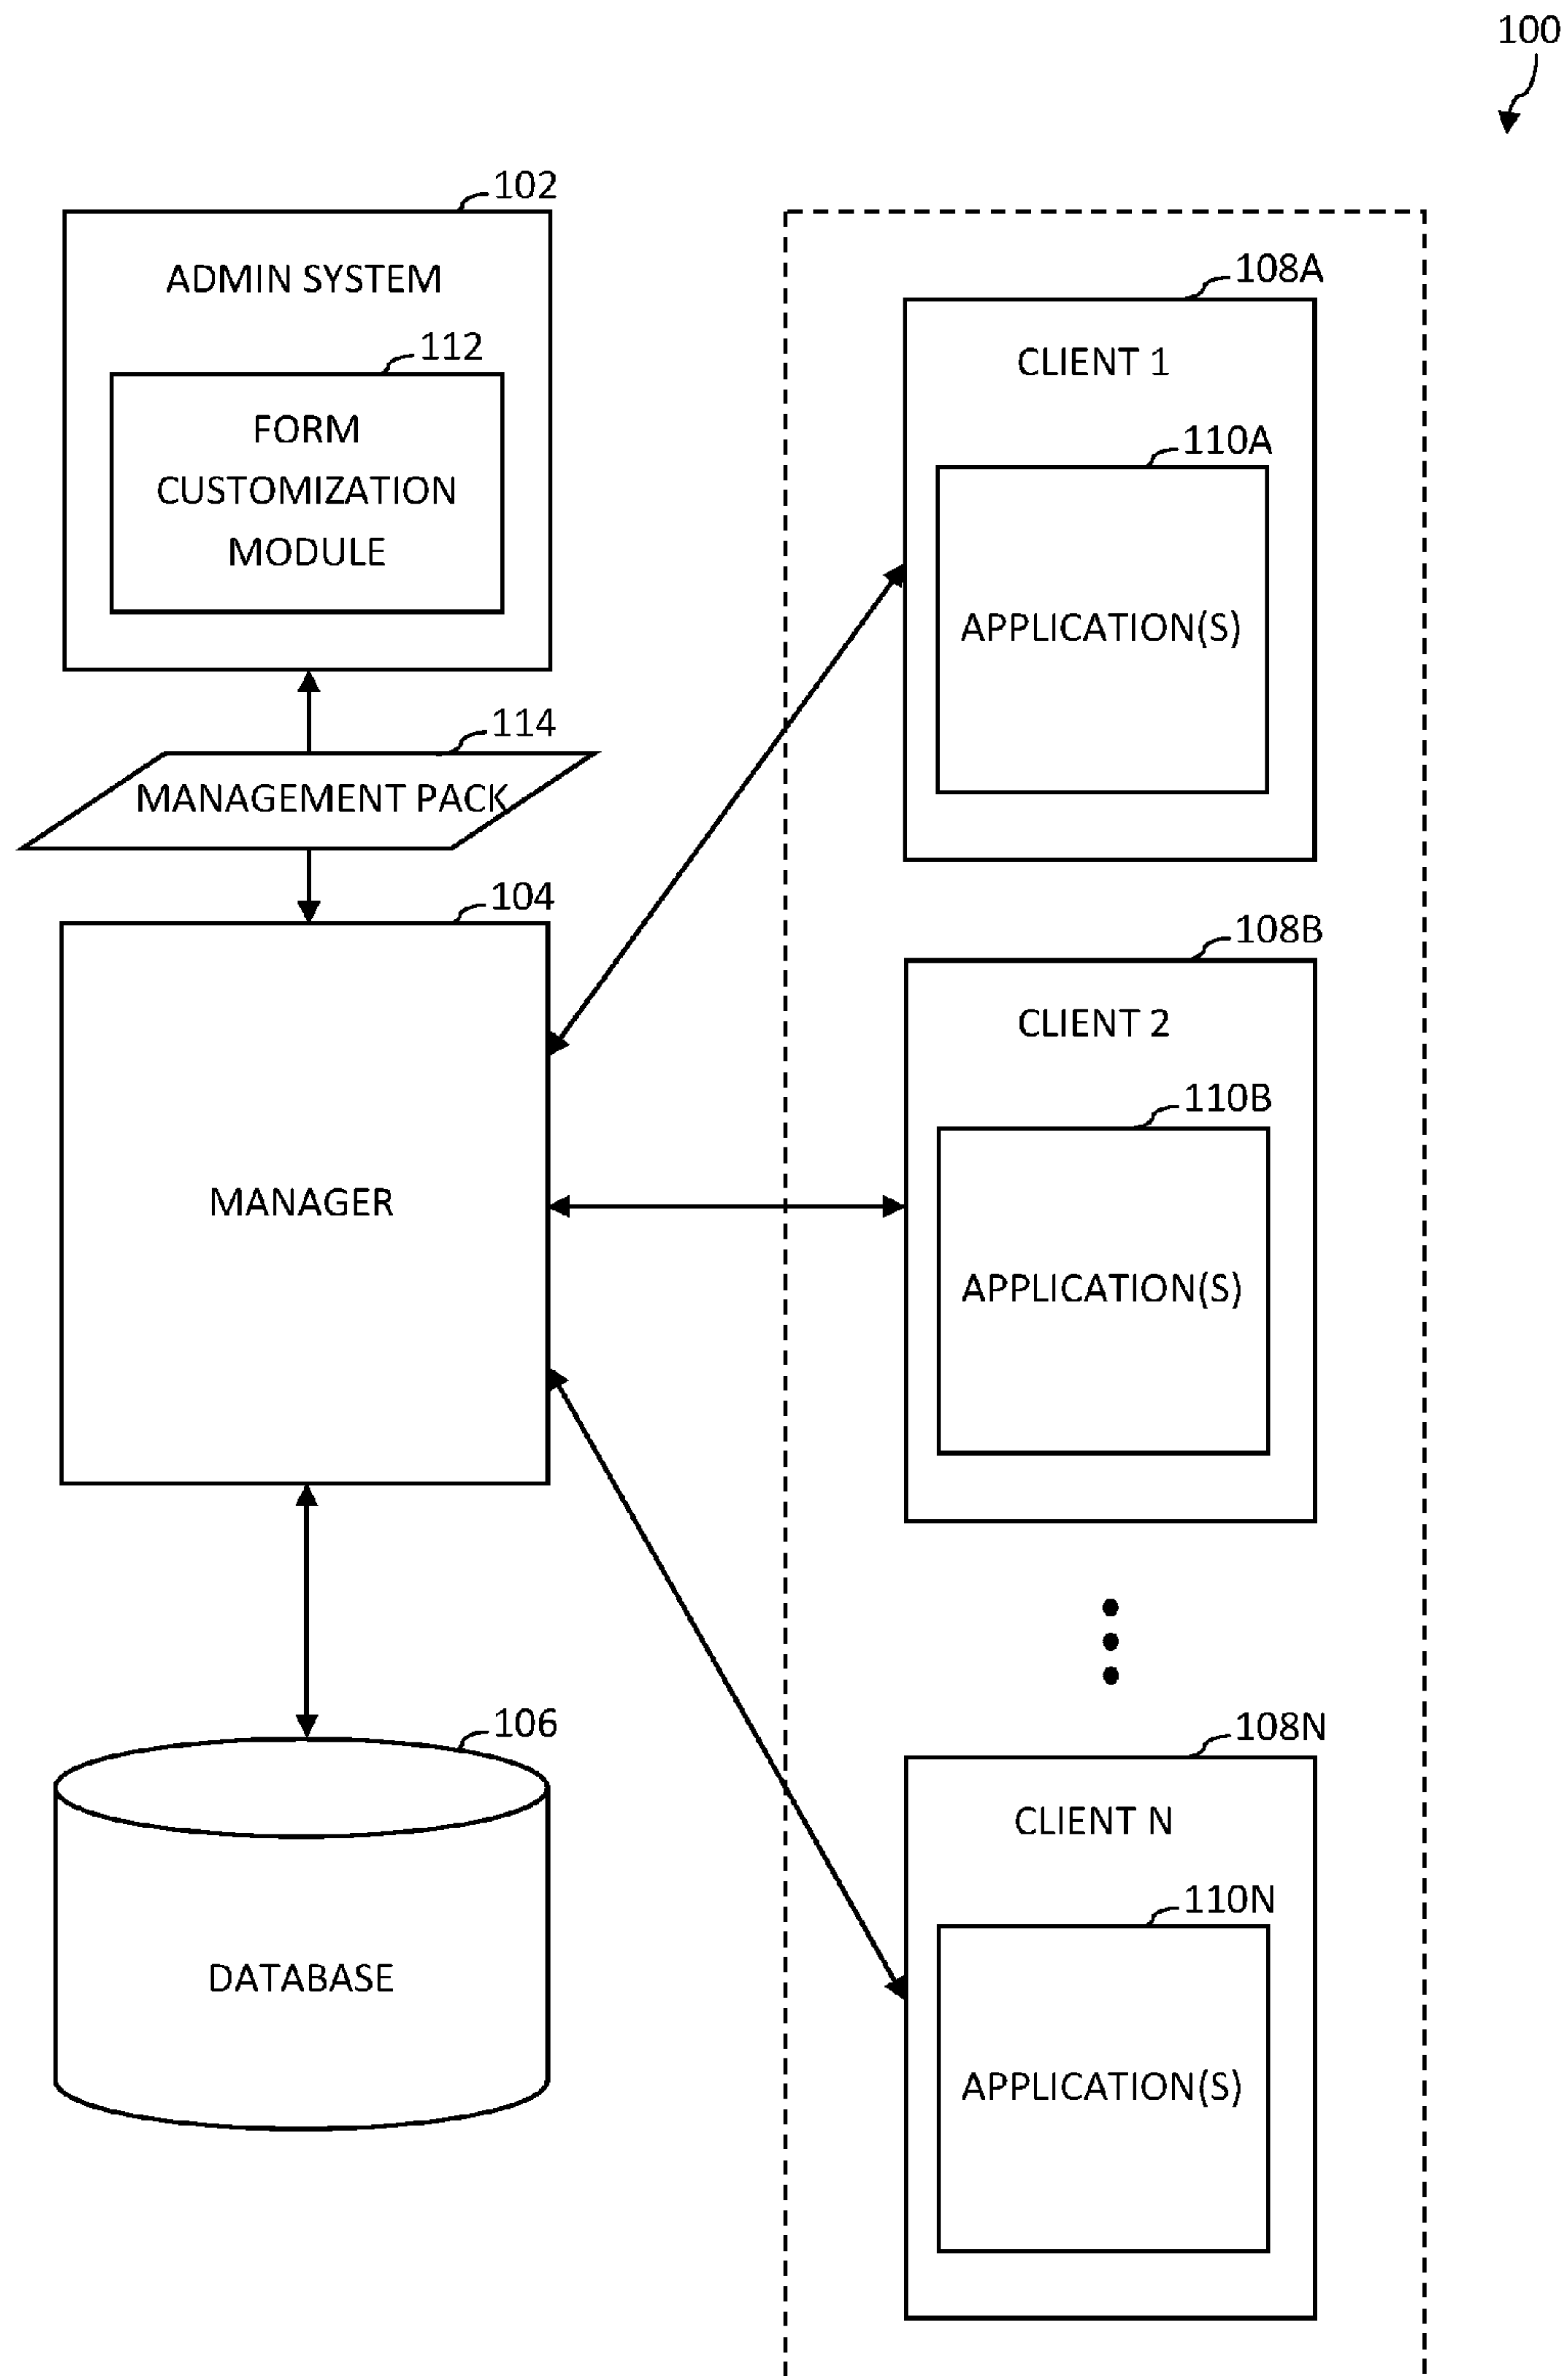 100
102
ADMIN SYSTEM
112
FORM
CUSTOMIZATION
MODULE
114
MANAGEMENT PACK
104
MANAGER
106
DATABASE
108A
CLIENT 1
110A
APPLICATION(S)
108B
CLIENT 2
110B
APPLICATION(S)
108N
CLIENT N
110N
APPLICATION(S)